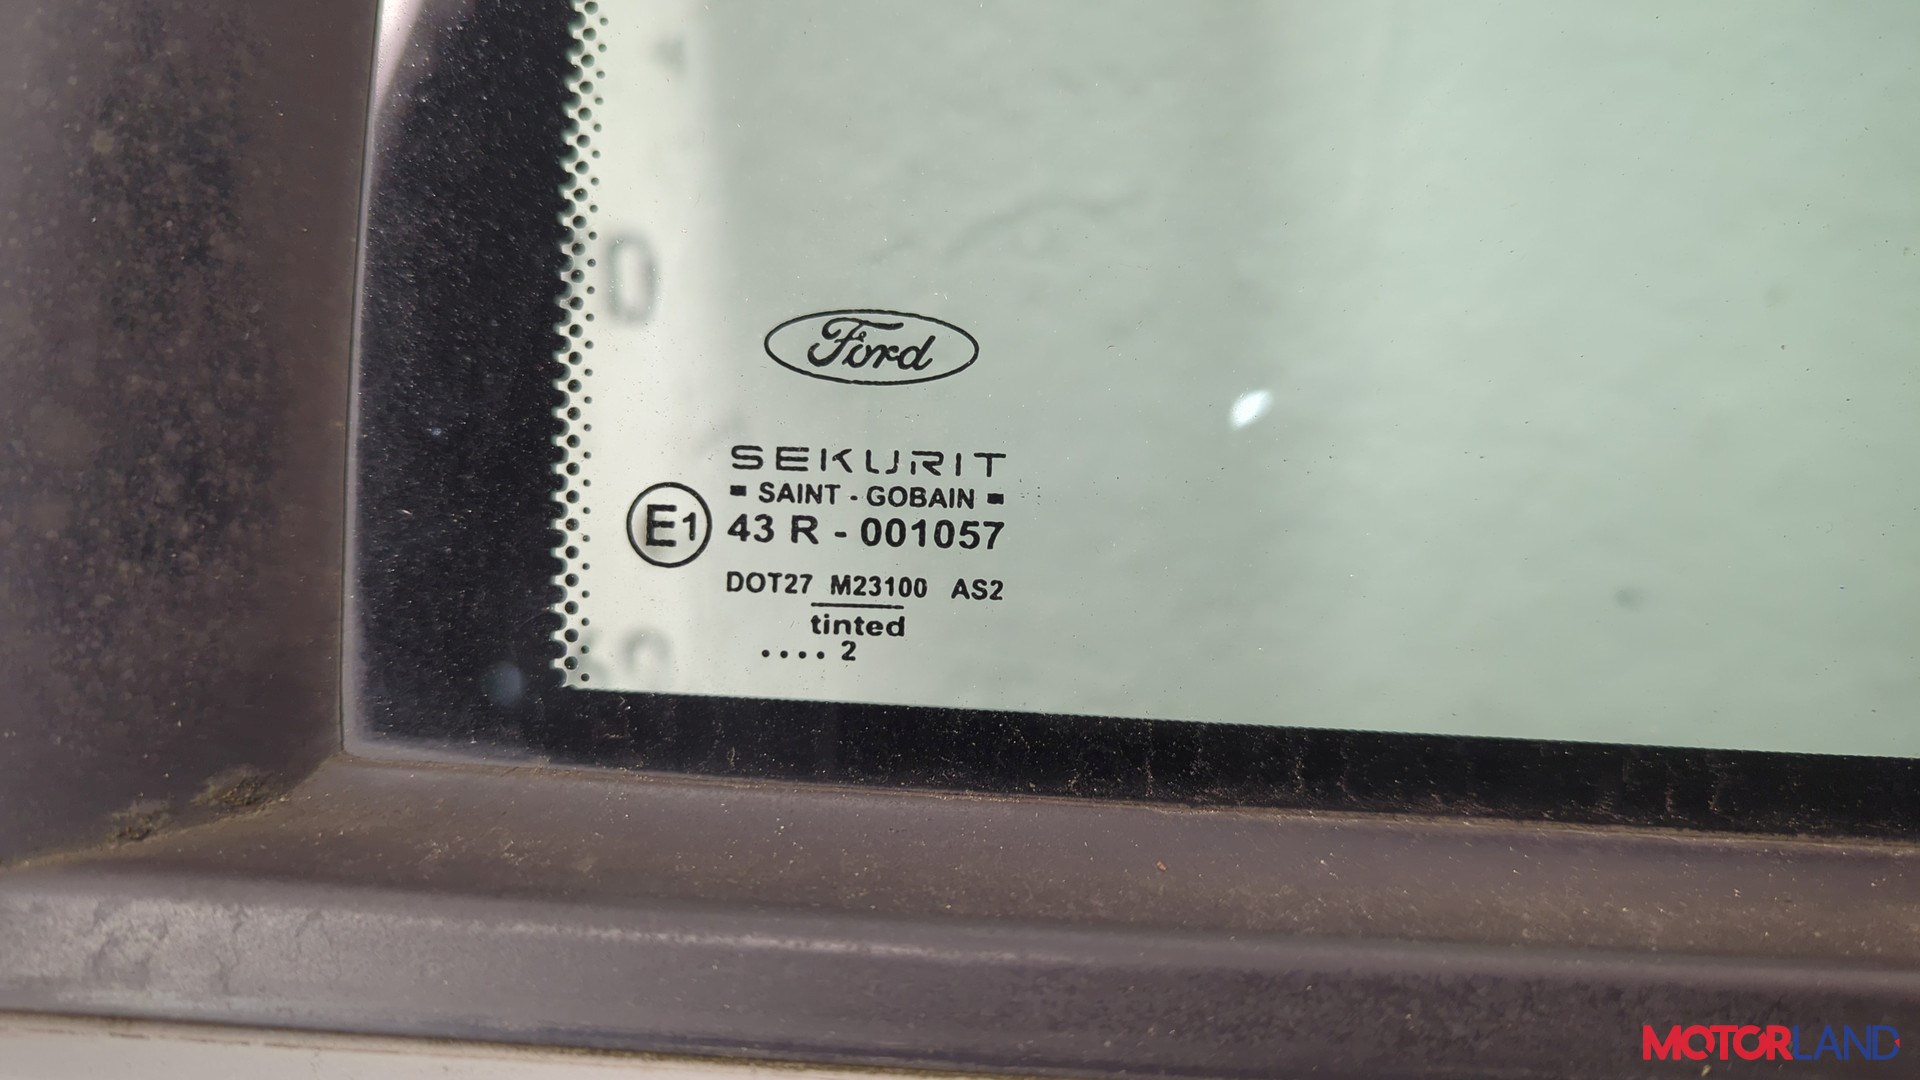 Ford
SEKURIT
- SAINT - GOBAIN -
E1 43 R - 001057
DOT27 M23100 AS2
tinted
.... 2
MOTORLAND